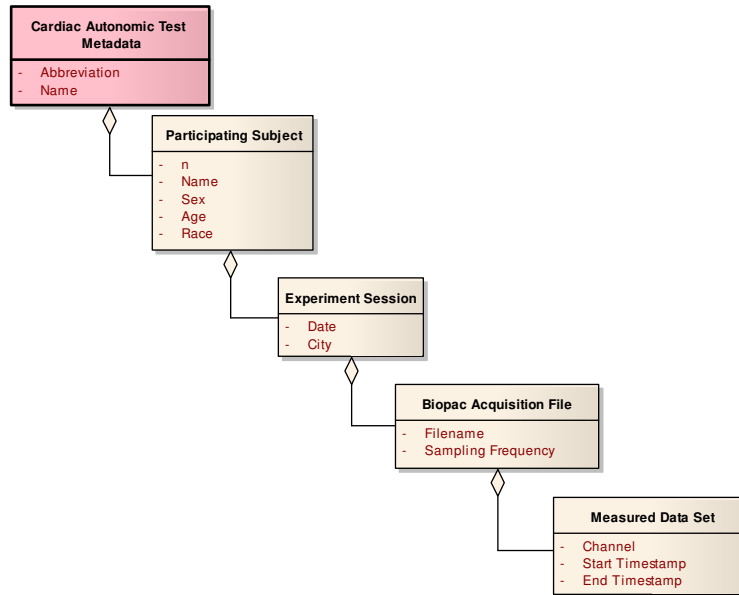 Cardiac Autonomic Test
Metadata
- Abbreviation
- Name
Participating Subject
- n
- Name
- Sex
- Age
- Race
Experiment Session
- Date
- City
Biopac Acquisition File
- Filename
- Sampling Frequency
Measured Data Set
- Channel
- Start Timestamp
- End Timestamp